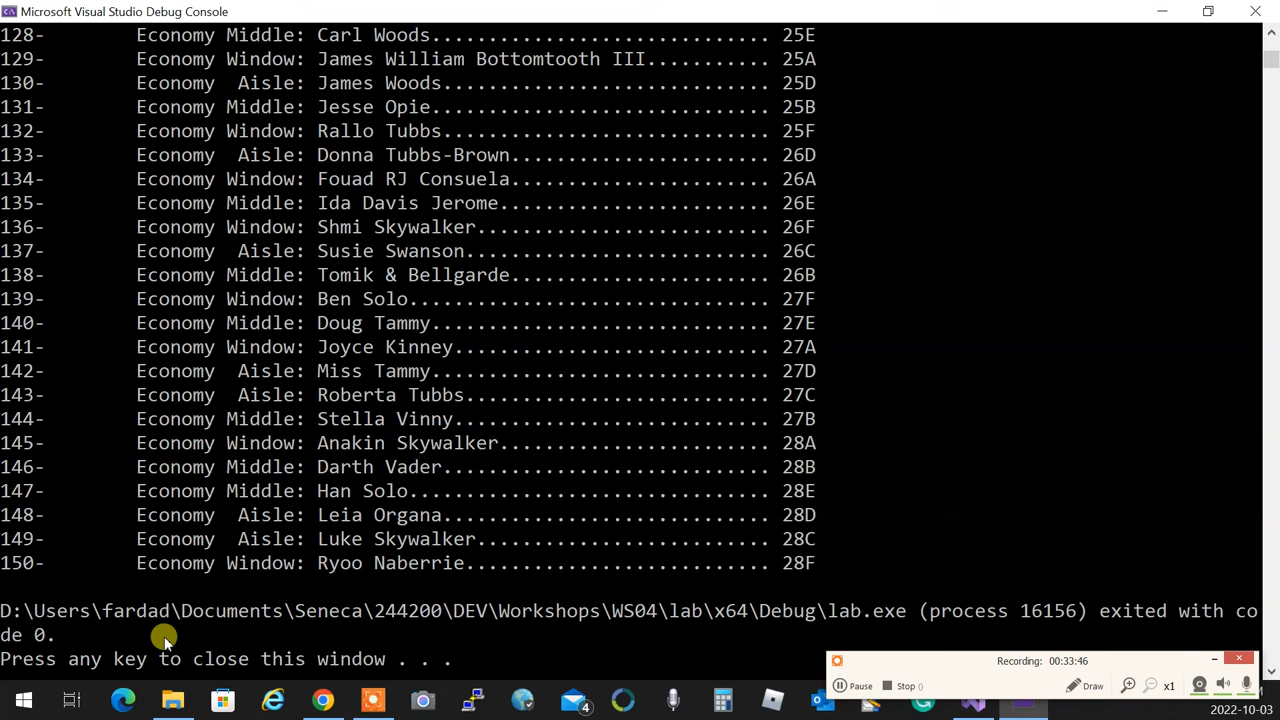 Microsoft Visual Studio Debug Console
128-        Economy Middle: Carl Woods.............................. 25E
129-        Economy Window: James William Bottomtooth III........... 25A
130-        Economy  Aisle: James Woods............................. 25D
131-        Economy Middle: Jesse Opie.............................. 25B
132-        Economy Window: Rallo Tubbs............................. 25F
133-        Economy  Aisle: Donna Tubbs-Brown....................... 26D
134-        Economy Window: Fouad RJ Consuela....................... 26A
135-        Economy Middle: Ida Davis Jerome........................ 26E
136-        Economy Window: Shmi Skywalker.......................... 26F
137-        Economy  Aisle: Susie Swanson........................... 26C
138-        Economy Middle: Tomik & Bellgarde....................... 26B
139-        Economy Window: Ben Solo................................ 27F
140-        Economy Middle: Doug Tammy.............................. 27E
141-        Economy Window: Joyce Kinney............................ 27A
142-        Economy  Aisle: Miss Tammy.............................. 27D
143-        Economy  Aisle: Roberta Tubbs........................... 27C
144-        Economy Middle: Stella Vinny............................ 27B
145-        Economy Window: Anakin Skywalker........................ 28A
146-        Economy Middle: Darth Vader............................. 28B
147-        Economy Middle: Han Solo................................ 28E
148-        Economy  Aisle: Leia Organa............................. 28D
149-        Economy  Aisle: Luke Skywalker.......................... 28C
150-        Economy Window: Ryoo Naberrie........................... 28F
D:\Users\fardad\Documents\Seneca\244200\DEV\Workshops\WS04\lab\x64\Debug\lab.exe (process 16156) exited with co
de 0.
Press any key to close this window . . .
Recording: 00:33:46
Pause Stop () Draw x1
4
2022-10-03